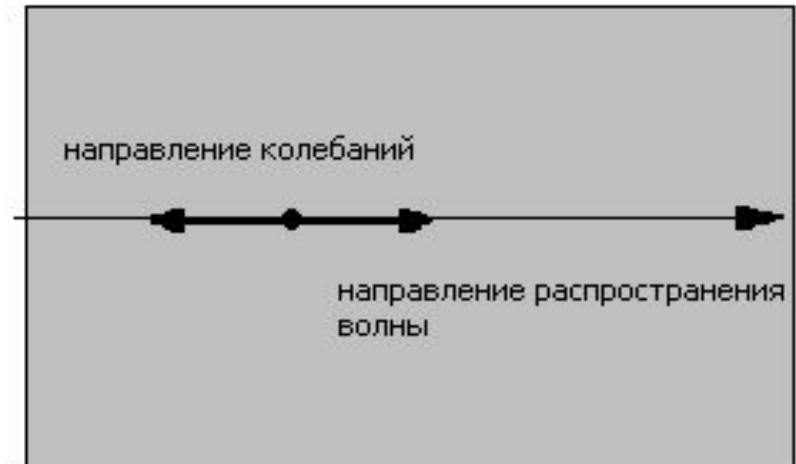 направление колебаний
направление распространения
волны